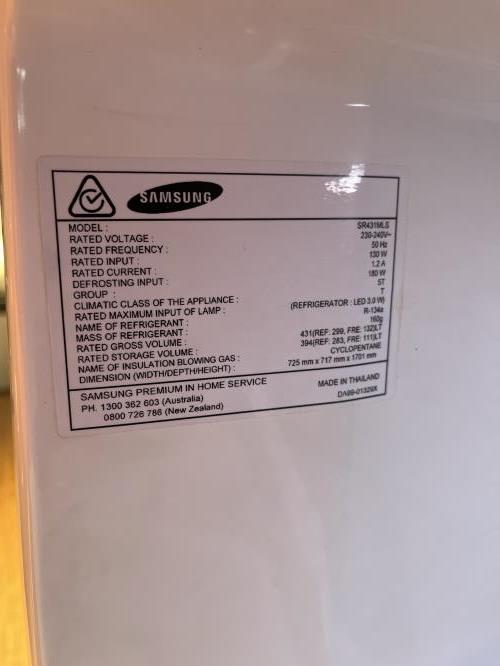 SAMSUNG
MODEL : SR431MLS
RATED VOLTAGE : 230-240V~
RATED FREQUENCY : 50 Hz
RATED INPUT : 130 W
RATED CURRENT : 1.2 A
DEFROSTING INPUT : 180 W
GROUP : 5T
CLIMATIC CLASS OF THE APPLIANCE : T
RATED MAXIMUM INPUT OF LAMP : (REFRIGERATOR : LED 3.0 W)
NAME OF REFRIGERANT : R-134a
MASS OF REFRIGERANT : 160g
RATED GROSS VOLUME : 431(REF: 299, FRE: 132)LT
RATED STORAGE VOLUME : 394(REF: 283, FRE: 111)LT
NAME OF INSULATION BLOWING GAS : CYCLOPENTANE
DIMENSION (WIDTH/DEPTH/HEIGHT) : 725 mm x 717 mm x 1701 mm
SAMSUNG PREMIUM IN HOME SERVICE MADE IN THAILAND
PH. 1300 362 603 (Australia) DA99-01329X
0800 726 786 (New Zealand)